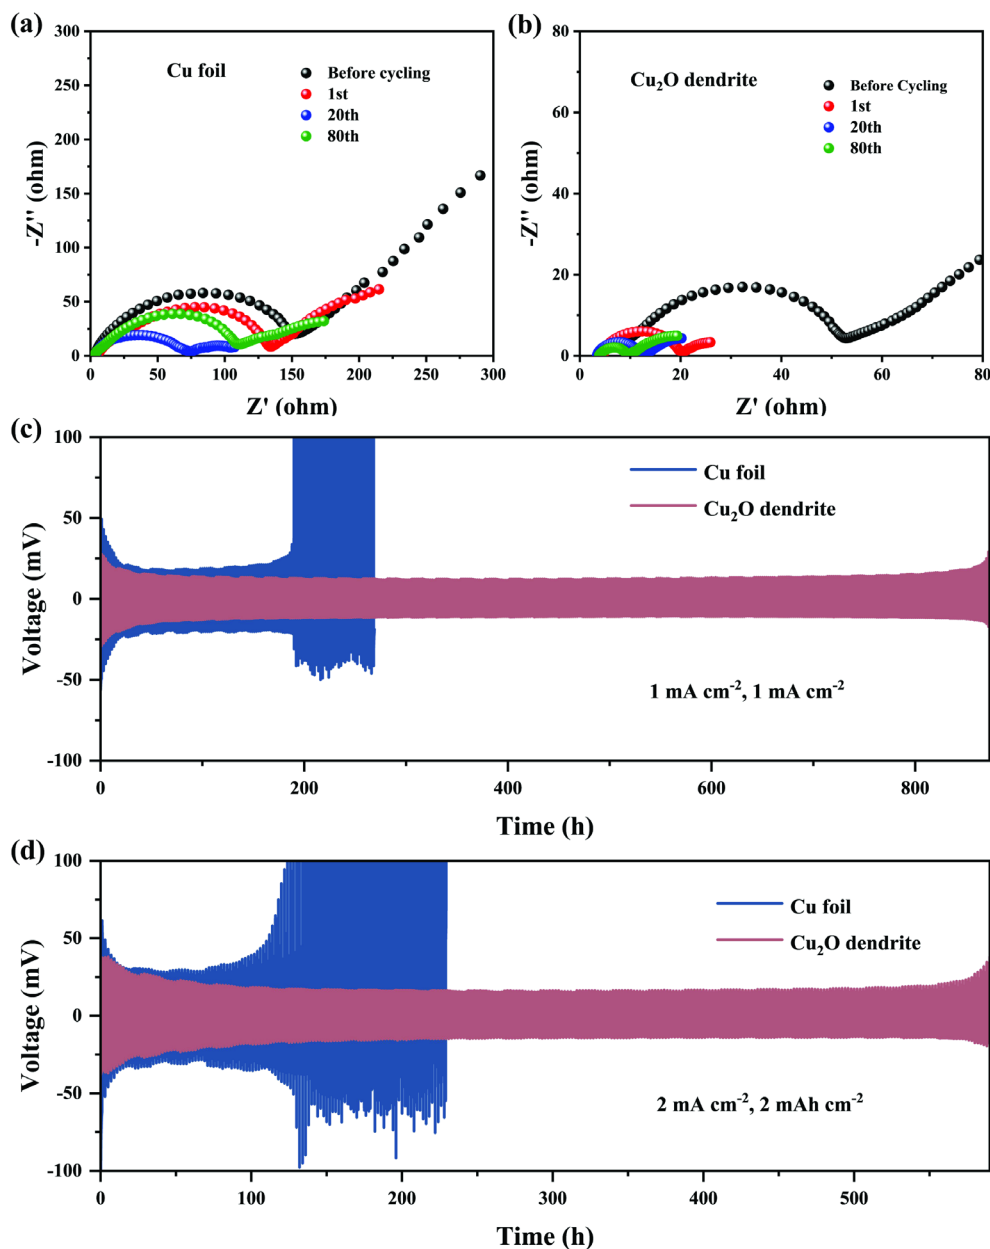 (a)
Cu foil
Before cycling
1st
20th
80th
300
250
200
150
100
50
0
-Z'' (ohm)
0 50 100 150 200 250 300
Z' (ohm)
(b)
Cu₂O dendrite
Before Cycling
1st
20th
80th
80
60
40
20
0
-Z'' (ohm)
0 20 40 60 80
Z' (ohm)
(c)
100
50
0
-50
-100
Voltage (mV)
Cu foil
Cu₂O dendrite
1 mA cm⁻², 1 mA cm⁻²
0 200 400 600 800
Time (h)
(d)
100
50
0
-50
-100
Voltage (mV)
Cu foil
Cu₂O dendrite
2 mA cm⁻², 2 mAh cm⁻²
0 100 200 300 400 500
Time (h)